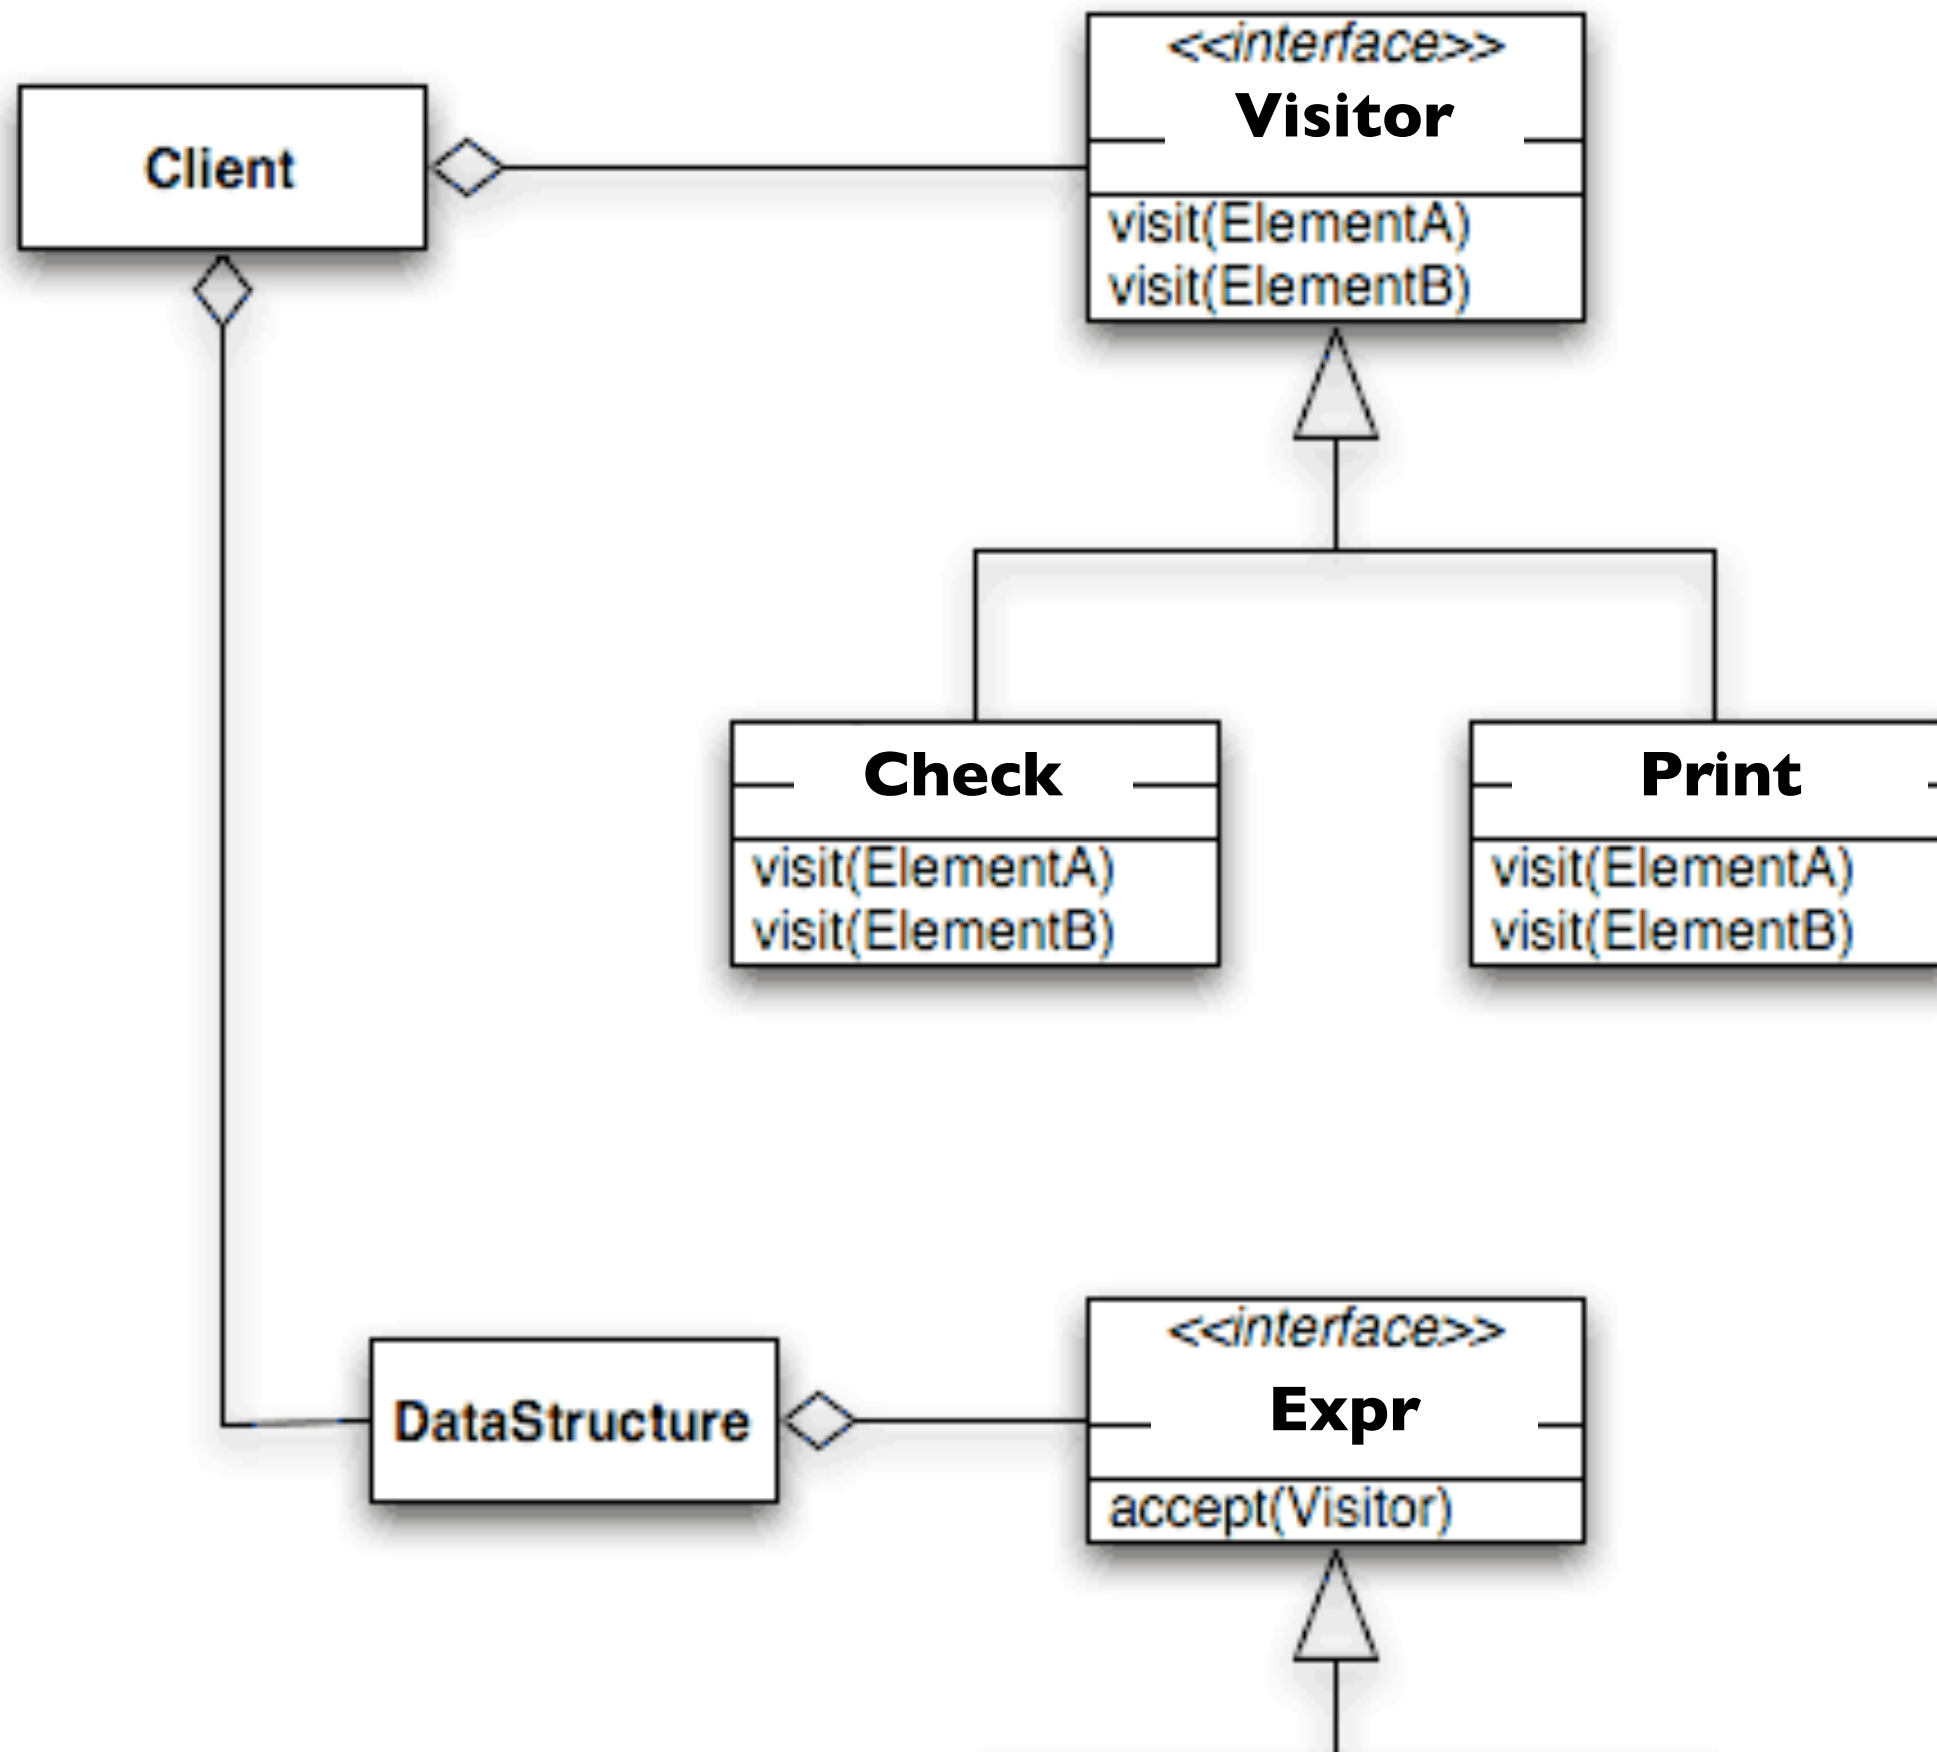 <<interface>>
Visitor
Client
visit(ElementA)
visit(ElementB)
Check
Print
visit(ElementA)
visit(ElementB)
visit(ElementA)
visit(ElementB)
<<interface>>
Expr
DataStructure
accept(Visitor)